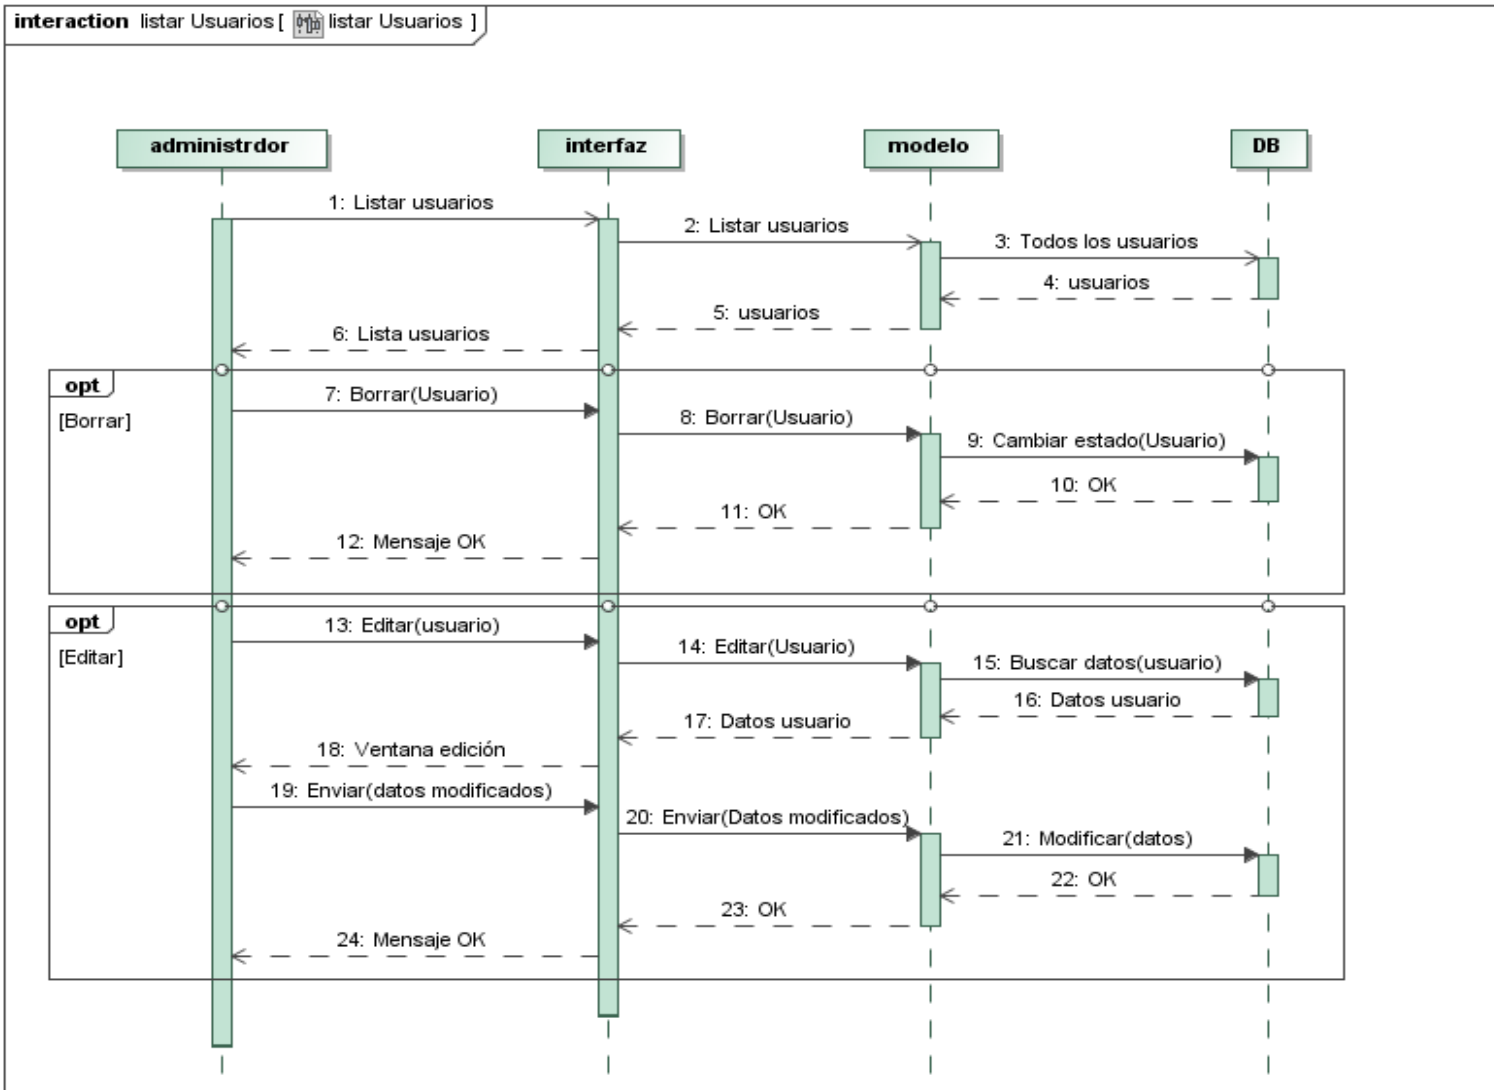 interaction listar Usuarios [ listar Usuarios ]
administrdor
interfaz
modelo
DB
1: Listar usuarios
2: Listar usuarios
3: Todos los usuarios
4: usuarios
5: usuarios
6: Lista usuarios
opt
[Borrar]
7: Borrar(Usuario)
8: Borrar(Usuario)
9: Cambiar estado(Usuario)
10: OK
11: OK
12: Mensaje OK
opt
[Editar]
13: Editar(usuario)
14: Editar(Usuario)
15: Buscar datos(usuario)
16: Datos usuario
17: Datos usuario
18: Ventana edición
19: Enviar(datos modificados)
20: Enviar(Datos modificados)
21: Modificar(datos)
22: OK
23: OK
24: Mensaje OK